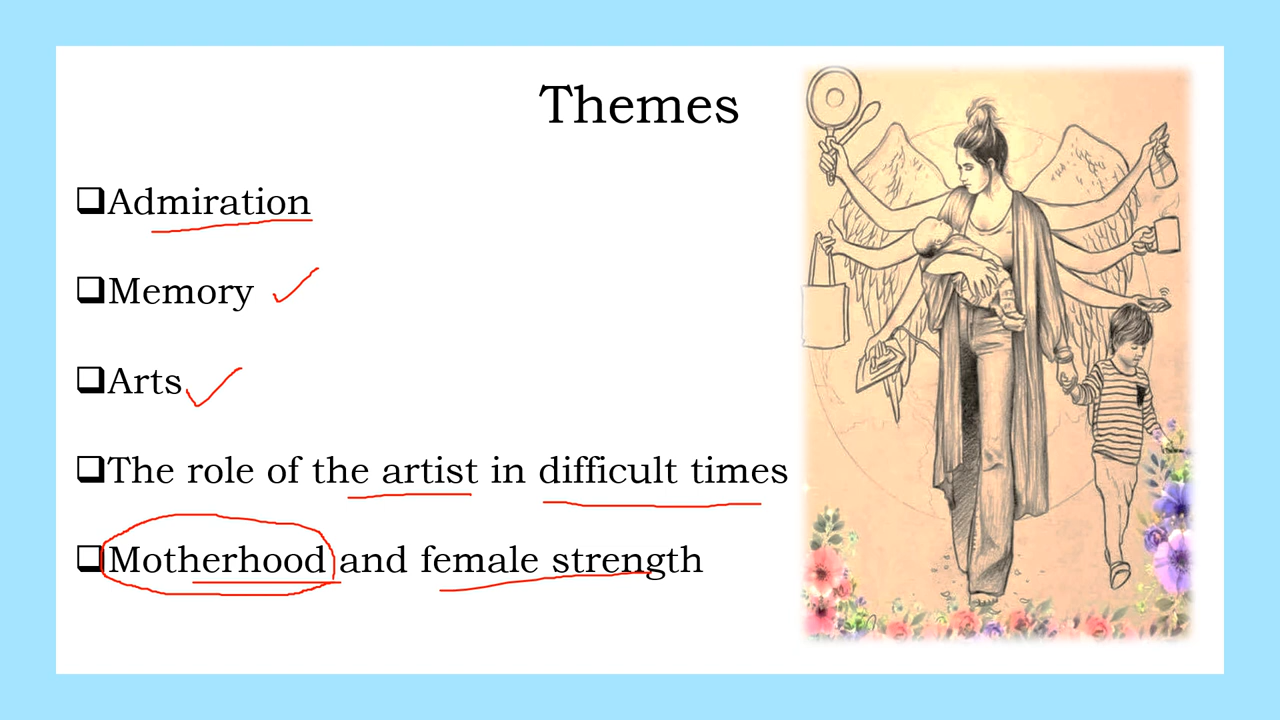 Themes
❑Admiration
❑Memory
❑Arts
❑The role of the artist in difficult times
❑Motherhood and female strength